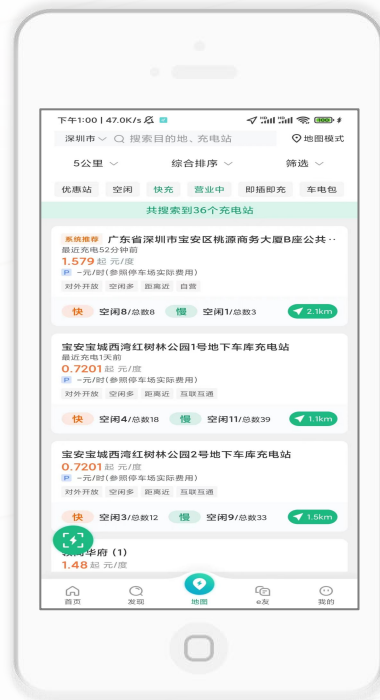 下午1:00 | 47.0K/s
深圳市 搜索目的地、充电站 地图模式
5公里 综合排序 筛选
优惠站 空闲 快充 营业中 即插即充 车电包
共搜索到36个充电站
系统推荐 广东省深圳市宝安区桃源商务大厦B座公共··
最近充电52分钟前
1.579 起 元/度
P -元/时(参照停车场实际费用)
对外开放 空闲多 距离近 自营
快 空闲8/总数8 慢 空闲1/总数3 2.1km
宝安宝城西湾红树林公园1号地下车库充电站
最近充电1天前
0.7201 起 元/度
P -元/时(参照停车场实际费用)
对外开放 空闲多 距离近 互联互通
快 空闲4/总数18 慢 空闲11/总数39 1.1km
宝安宝城西湾红树林公园2号地下车库充电站
0.7201 起 元/度
P -元/时(参照停车场实际费用)
对外开放 空闲多 距离近 互联互通
快 空闲3/总数12 慢 空闲9/总数33 1.5km
华府 (1)
1.48 起 元/度
首页 发现 地图 e友 我的